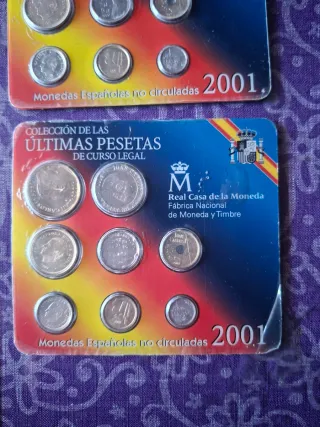 Monedas Españolas no circuladas 2001.
COLECCIÓN DE LAS
ÚLTIMAS PESETAS
DE CURSO LEGAL
M
Real Casa de la Moneda
Fábrica Nacional
de Moneda y Timbre
Monedas Españolas no circuladas 2001